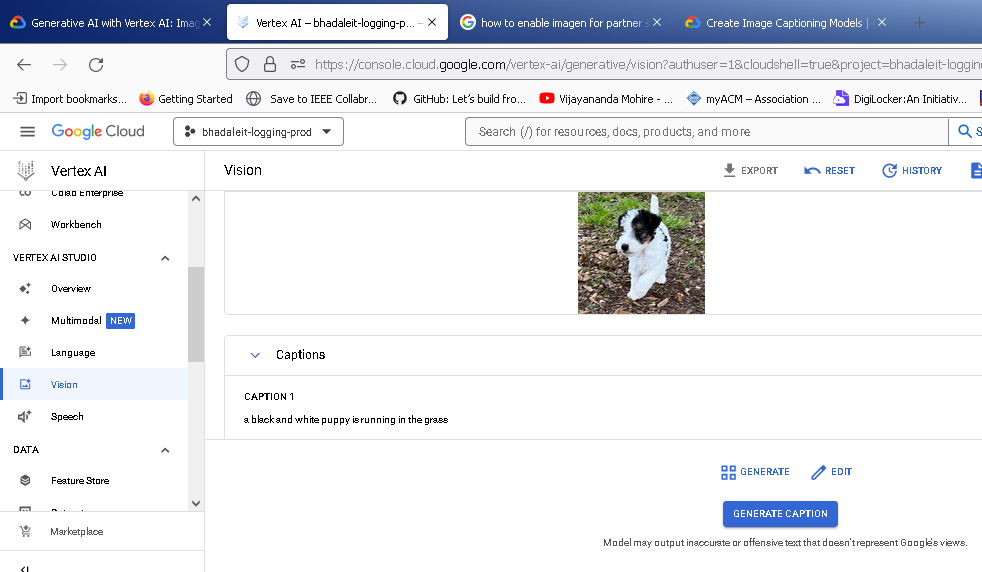 Generative AI with Vertex AI: Imag
Vertex AI – bhadaleit-logging-p... –
how to enable imagen for partner s
Create Image Captioning Models |
https://console.cloud.google.com/vertex-ai/generative/vision?authuser=1&cloudshell=true&project=bhadaleit-loggin
Import bookmarks...
Getting Started
Save to IEEE Collabr...
GitHub: Let's build fro...
Vijayananda Mohire - ...
myACM – Association ...
DigiLocker:An Initiativ...
Google Cloud
bhadaleit-logging-prod
Search (/) for resources, docs, products, and more
S
Vertex AI
Vision
EXPORT
RESET
HISTORY
Colab Enterprise
Workbench
VERTEX AI STUDIO
Overview
Multimodal NEW
Language
Vision
Speech
DATA
Feature Store
Marketplace
Captions
CAPTION 1
a black and white puppy is running in the grass
GENERATE
EDIT
GENERATE CAPTION
Model may output inaccurate or offensive text that doesn't represent Google's views.